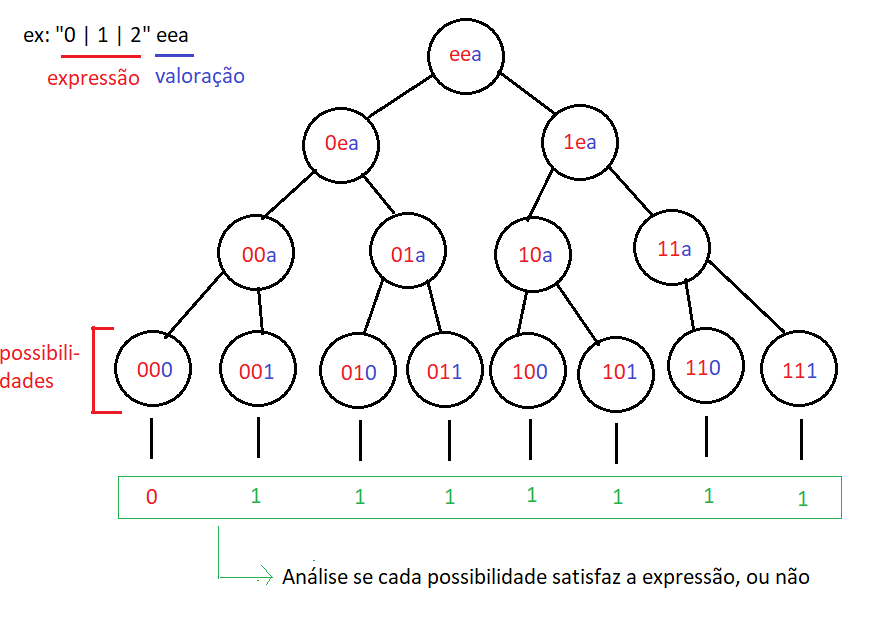 ex: "0 | 1 | 2" eea
expressão valoração
eea
0ea 1ea
00a 01a 10a 11a
possibili-
dades
000 001 010 011 100 101 110 111
0 1 1 1 1 1 1 1
Análise se cada possibilidade satisfaz a expressão, ou não